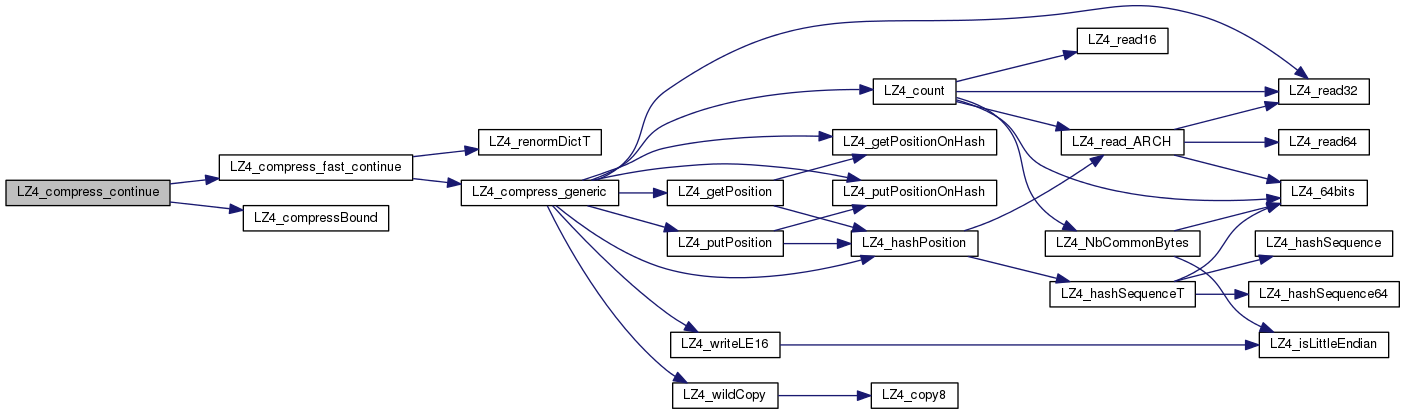 LZ4_compress_continue
LZ4_compress_fast_continue
LZ4_compressBound
LZ4_renormDictT
LZ4_compress_generic
LZ4_count
LZ4_getPosition
LZ4_putPosition
LZ4_writeLE16
LZ4_wildCopy
LZ4_getPositionOnHash
LZ4_putPositionOnHash
LZ4_hashPosition
LZ4_copy8
LZ4_read16
LZ4_read_ARCH
LZ4_NbCommonBytes
LZ4_hashSequenceT
LZ4_read32
LZ4_read64
LZ4_64bits
LZ4_hashSequence
LZ4_hashSequence64
LZ4_isLittleEndian